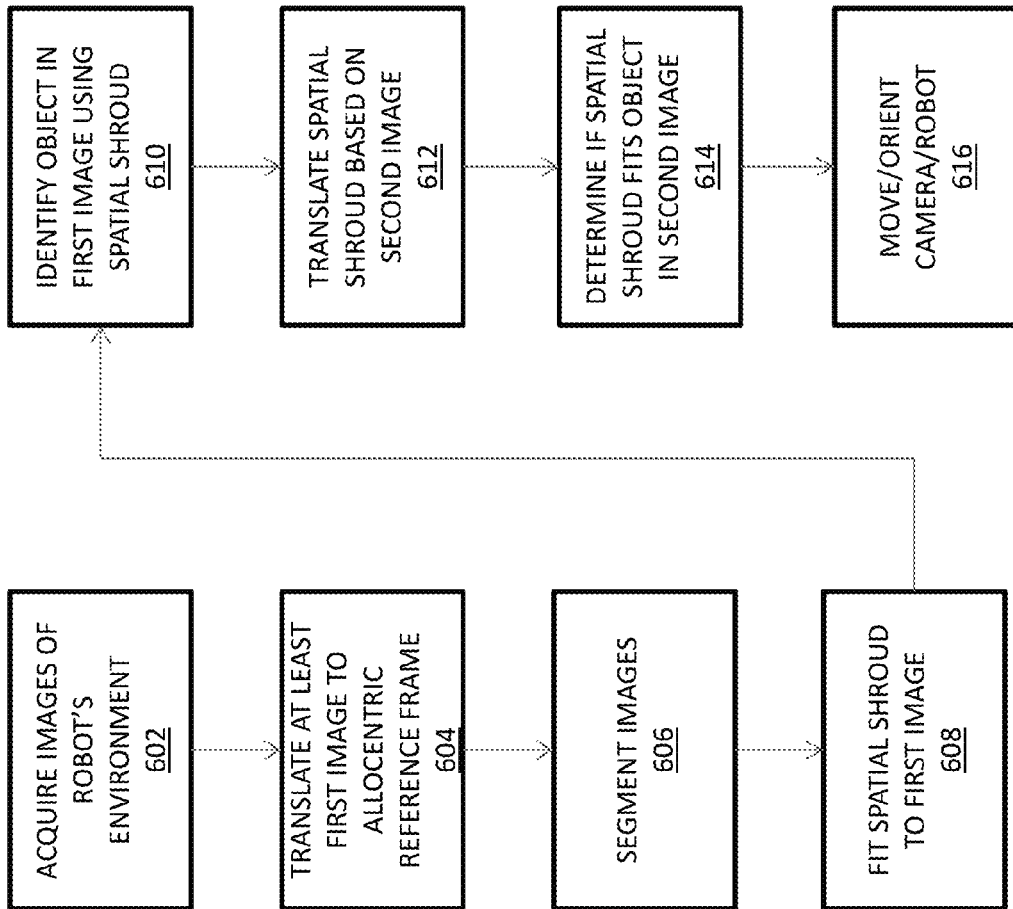 ACQUIRE IMAGES OF
ROBOT'S
ENVIRONMENT
602
TRANSLATE AT LEAST
FIRST IMAGE TO
ALLOCENTRIC
REFERENCE FRAME
604
SEGMENT IMAGES
606
FIT SPATIAL SHROUD
TO FIRST IMAGE
608
IDENTIFY OBJECT IN
FIRST IMAGE USING
SPATIAL SHROUD
610
TRANSLATE SPATIAL
SHROUD BASED ON
SECOND IMAGE
612
DETERMINE IF SPATIAL
SHROUD FITS OBJECT
IN SECOND IMAGE
614
MOVE/ORIENT
CAMERA/ROBOT
616